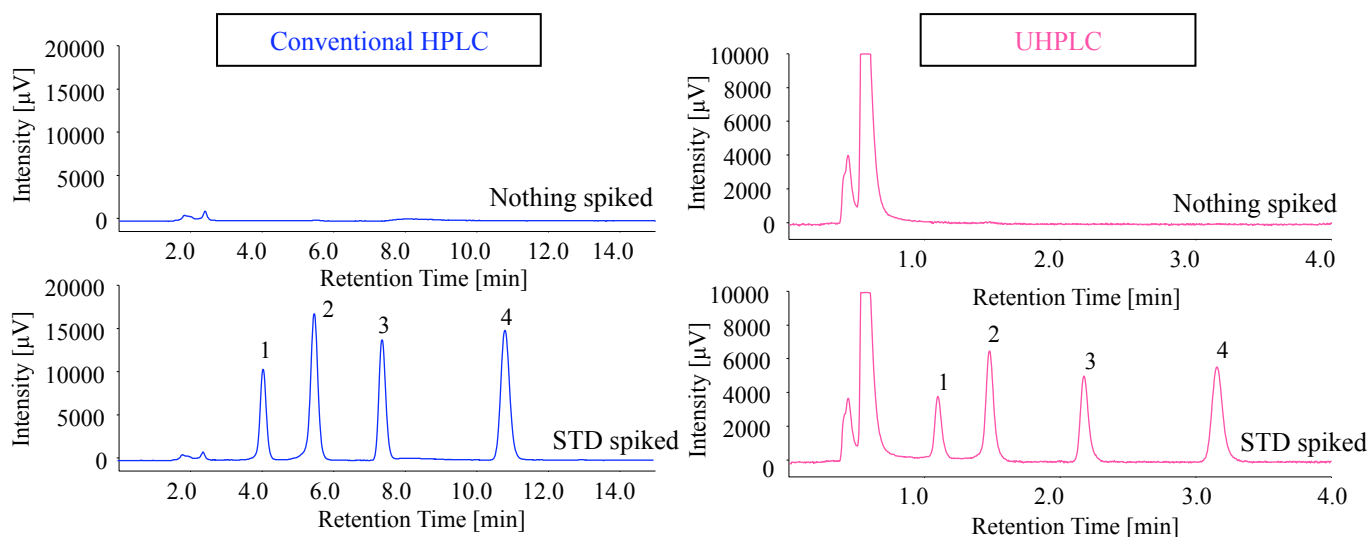 Conventional HPLC
20000
15000
10000
5000
0
Intensity [µV]
Nothing spiked
2.0 4.0 6.0 8.0 10.0 12.0 14.0
Retention Time [min]
20000
15000
10000
5000
0
Intensity [µV]
1 2 3 4
STD spiked
2.0 4.0 6.0 8.0 10.0 12.0 14.0
Retention Time [min]
UHPLC
10000
8000
6000
4000
2000
0
Intensity [µV]
Nothing spiked
1.0 2.0 3.0 4.0
Retention Time [min]
10000
8000
6000
4000
2000
0
Intensity [µV]
1 2 3 4
STD spiked
1.0 2.0 3.0 4.0
Retention Time [min]